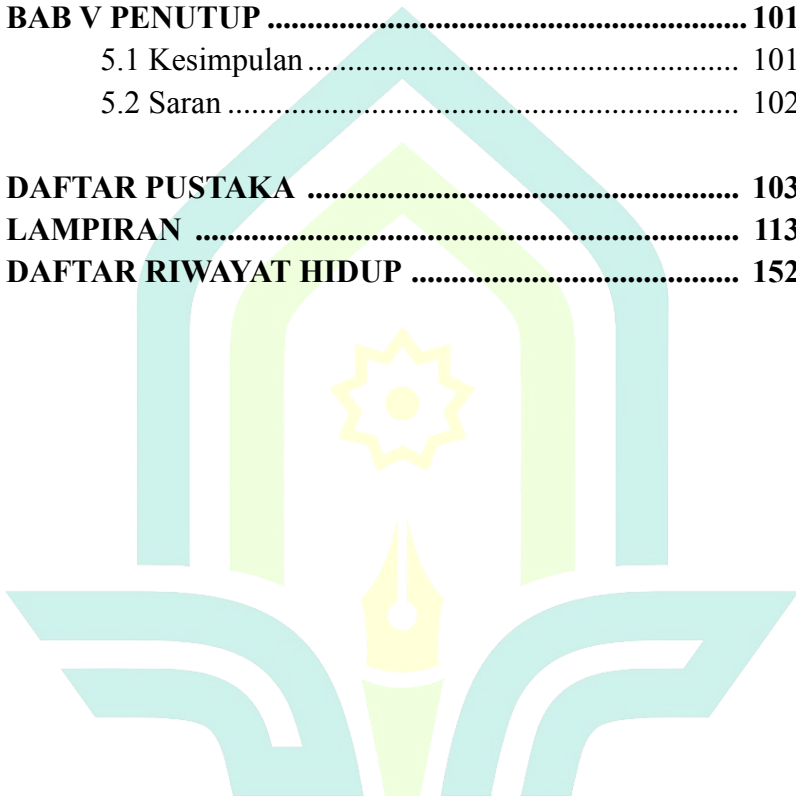 BAB V PENUTUP ........................................................... 101
5.1 Kesimpulan ..................................................... 101
5.2 Saran ............................................................... 102
DAFTAR PUSTAKA ..................................................... 103
LAMPIRAN ................................................................... 113
DAFTAR RIWAYAT HIDUP ........................................ 152